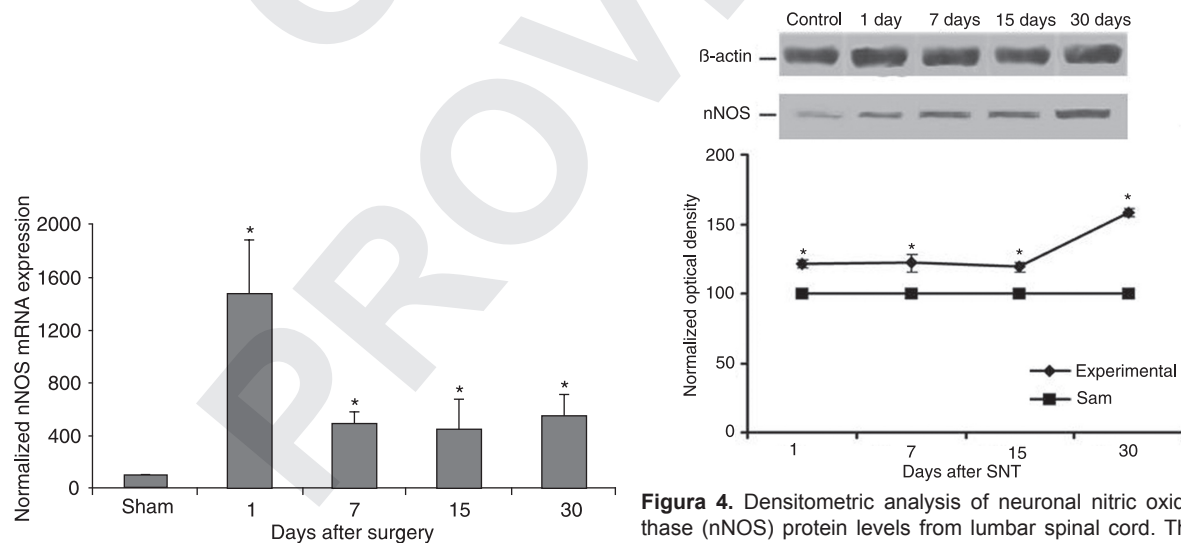 PROV
2000
1600
1200
800
400
0
Normalized nNOS mRNA expression
*
*
*
*
Sham 1 7 15 30
Days after surgery
Control 1 day 7 days 15 days 30 days
ß-actin
nNOS
200
150
100
50
0
Normalized optical density
*
*
*
*
Experimental
Sam
1 7 15 30
Days after SNT
Figura 4. Densitometric analysis of neuronal nitric oxid
thase (nNOS) protein levels from lumbar spinal cord. Th